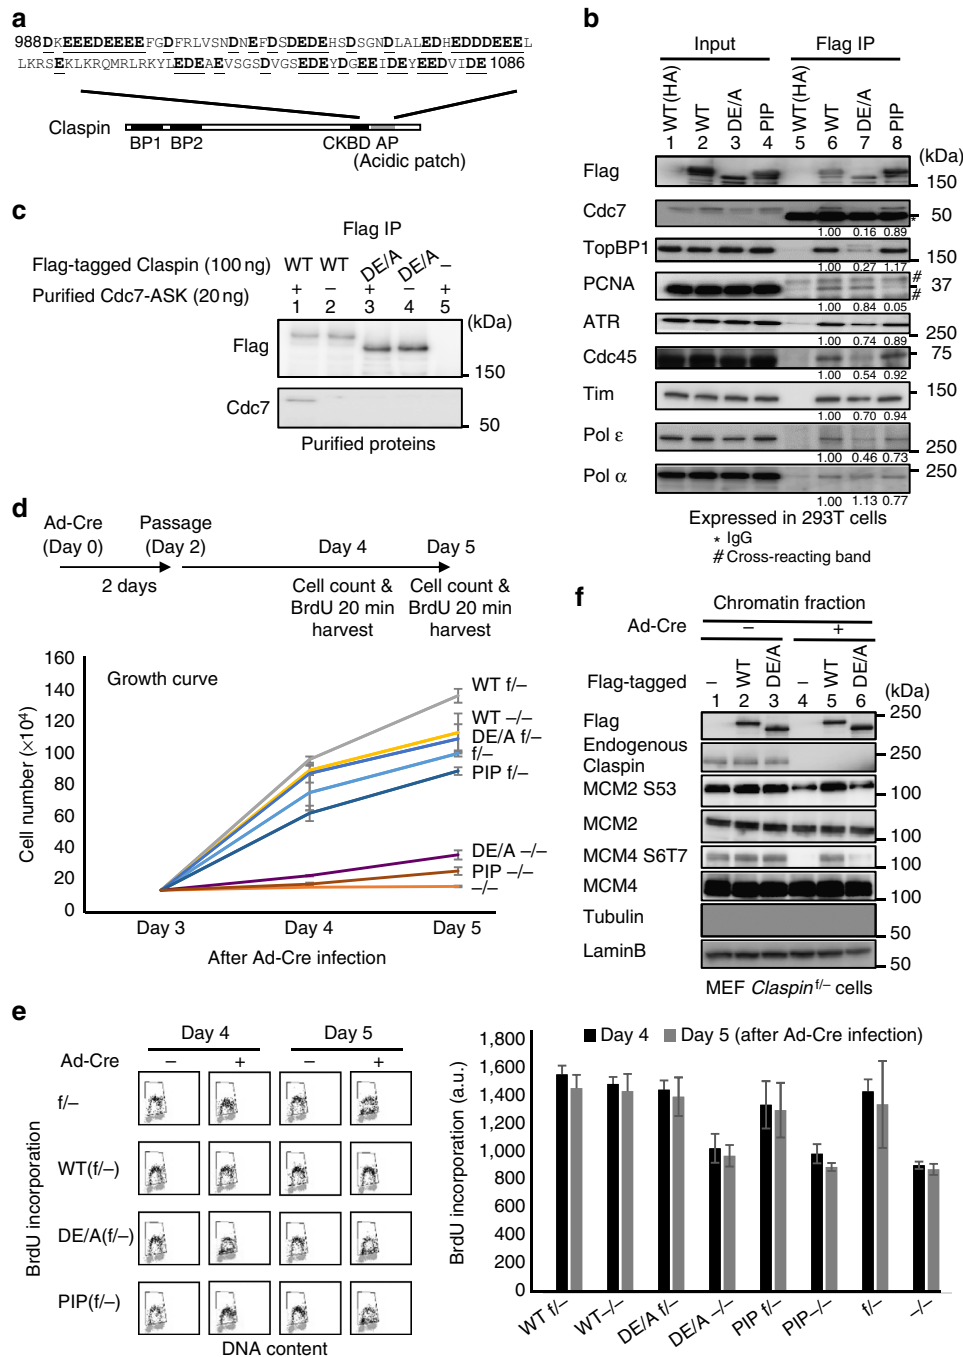 a
988DKEEEDEEEEFGDFRLVSNDNEFDSDEDEHSDSGNDLALEDHEDDDEEEL
LKRSEKLKRQMRLRKYLEDEAEVSGSDVGSEDEYDGEEIDEYEEDVIDE 1086
Claspin
BP1 BP2 CKBD AP
(Acidic patch)
b
Input Flag IP
WT(HA) WT DE/A PIP WT(HA) WT DE/A PIP
1 2 3 4 5 6 7 8 (kDa)
Flag 150
Cdc7 50 *
1.00 0.16 0.89
TopBP1 150
1.00 0.27 1.17
PCNA # 37 #
1.00 0.84 0.05
ATR 250
1.00 0.74 0.89
Cdc45 75
1.00 0.54 0.92
Tim 150
1.00 0.70 0.94
Pol ε 250
1.00 0.46 0.73
Pol α 250
1.00 1.13 0.77
Expressed in 293T cells
* IgG
# Cross-reacting band
c
Flag IP
Flag-tagged Claspin (100 ng) WT WT DE/A DE/A –
Purified Cdc7-ASK (20 ng) + – + – +
1 2 3 4 5 (kDa)
Flag 150
Cdc7 50
Purified proteins
d
Ad-Cre (Day 0)
Passage (Day 2)
Day 4
Day 5
2 days
Cell count & BrdU 20 min harvest
Cell count & BrdU 20 min harvest
Growth curve
Cell number (×10⁴)
160
140
120
100
80
60
40
20
0
WT f/–
WT –/–
DE/A f/–
f/–
PIP f/–
DE/A –/–
PIP –/–
–/–
Day 3 Day 4 Day 5
After Ad-Cre infection
f
Chromatin fraction
Ad-Cre – +
Flag-tagged – WT DE/A – WT DE/A
1 2 3 4 5 6 (kDa)
Flag 250
Endogenous Claspin 250
MCM2 S53 100
MCM2 100
MCM4 S6T7 100
MCM4 100
Tubulin 50
LaminB 50
MEF Claspin f/– cells
e
Day 4 Day 5
Ad-Cre – + – +
f/–
WT(f/–)
DE/A(f/–)
PIP(f/–)
BrdU incorporation
DNA content
Day 4 Day 5 (after Ad-Cre infection)
BrdU incorporation (a.u.)
1,800
1,600
1,400
1,200
1,000
800
600
400
200
0
WT f/– WT–/– DE/A f/– DE/A –/– PIP f/– PIP–/– f/– –/–